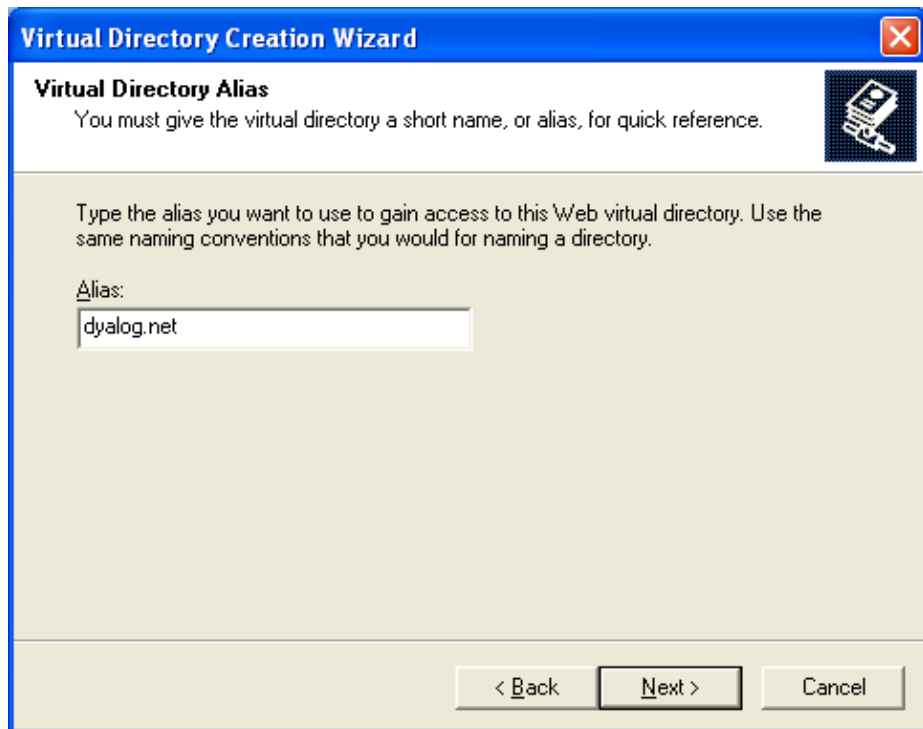 Virtual Directory Creation Wizard
Virtual Directory Alias
You must give the virtual directory a short name, or alias, for quick reference.
Type the alias you want to use to gain access to this Web virtual directory. Use the
same naming conventions that you would for naming a directory.
Alias:
dyalog.net
< Back Next > Cancel